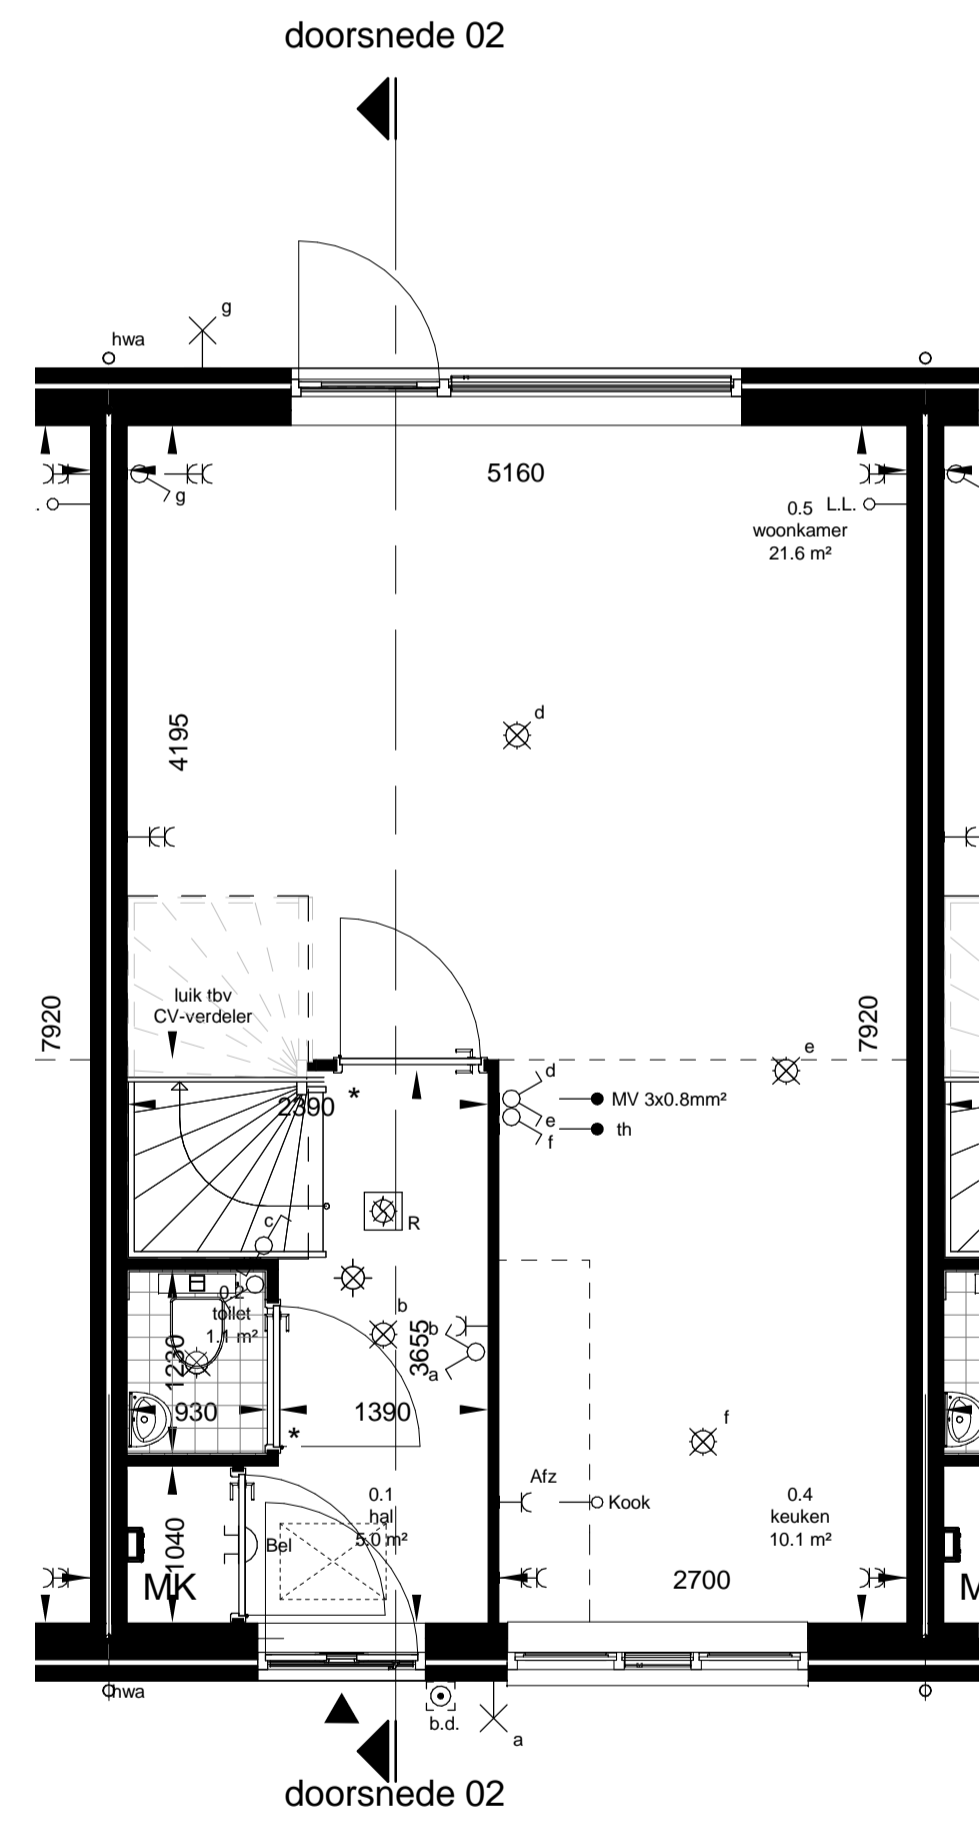 doorsnede 02
g
hwa
g
5160
0.5
L.L.
woonkamer
21.6 m²
d
4195
luik tbv
CV-verdeler
7920
7920
e
d
MV 3x0.8mm²
e
th
f
2390
*
R
c
0.2
toilet
1.1 m²
b
b
3655
a
1230
930
1390
*
f
Afz
Kook
0.1
hal
5.0 m²
0.4
keuken
10.1 m²
Bel
1040
MK
2700
hwa
b.d.
a
doorsnede 02